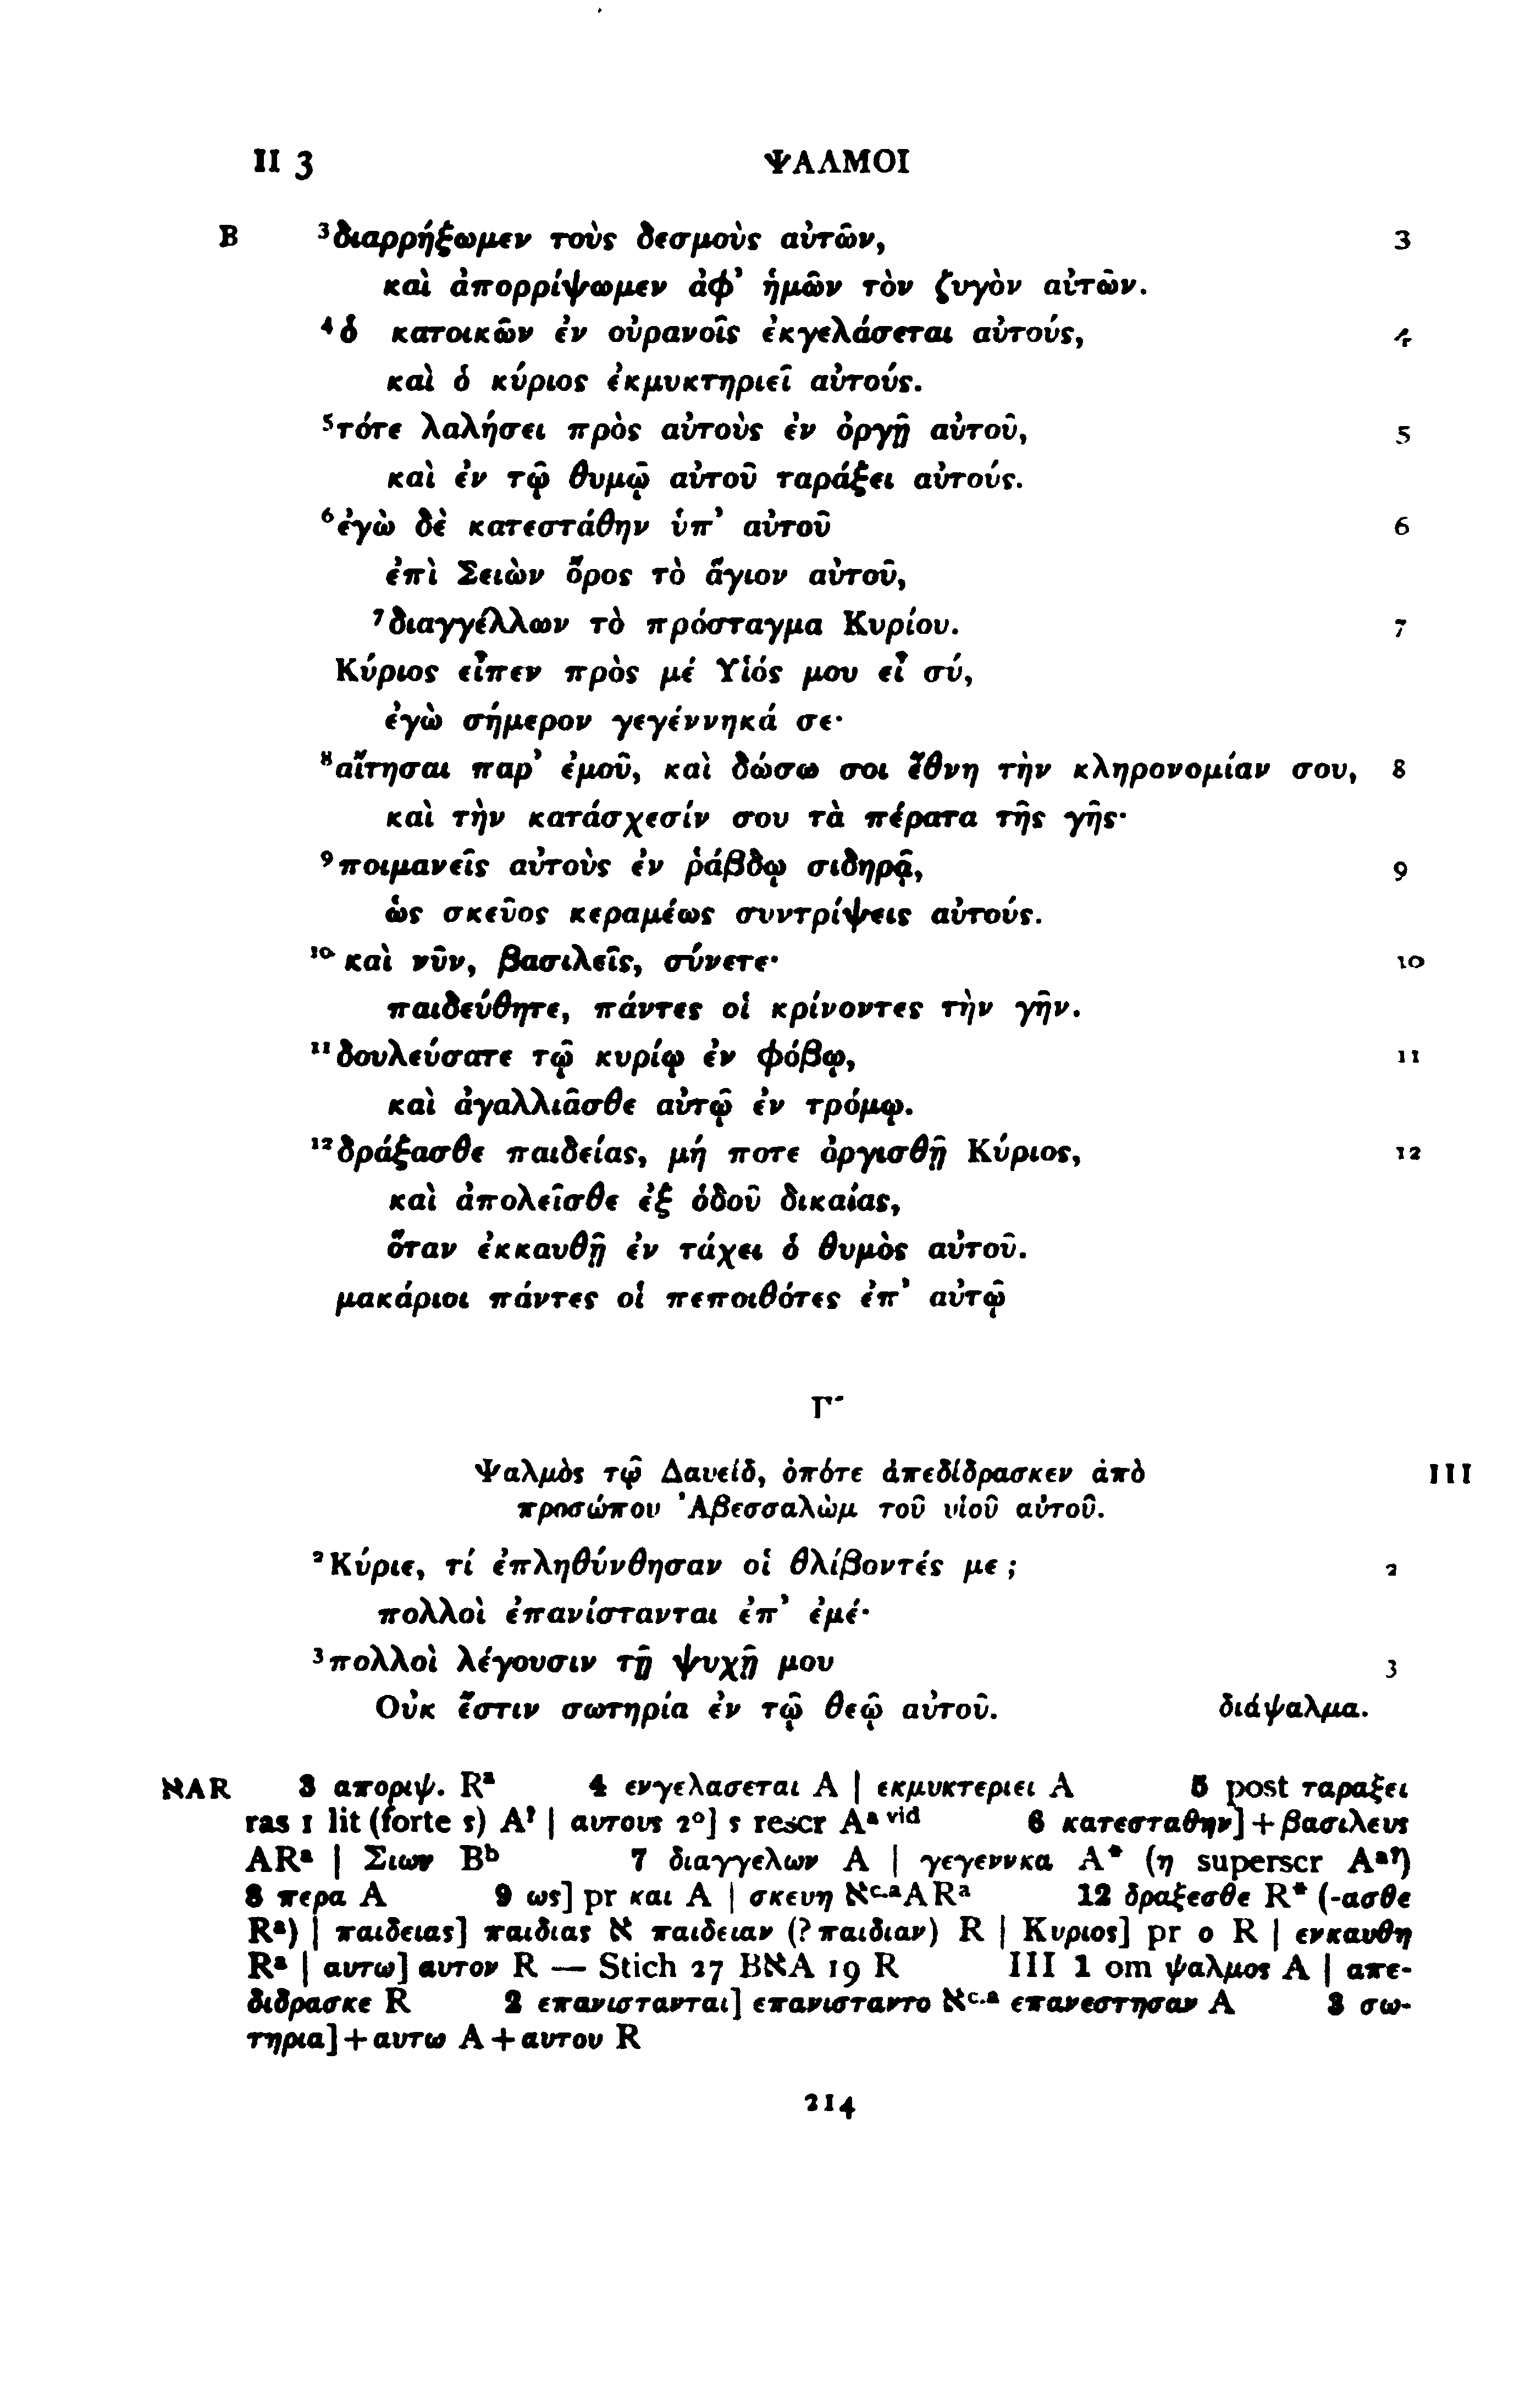 II 3 ΨΑΛΜΟΙ
B ³διαρρήξωμεν τοὺς δεσμοὺς αὐτῶν, 3
καὶ ἀπορρίψωμεν ἀφ’ ἡμῶν τὸν ζυγὸν αὐτῶν.
⁴ὁ κατοικῶν ἐν οὐρανοῖς ἐκγελάσεται αὐτούς, 4
καὶ ὁ κύριος ἐκμυκτηριεῖ αὐτούς.
⁵τότε λαλήσει πρὸς αὐτοὺς ἐν ὀργῇ αὐτοῦ, 5
καὶ ἐν τῷ θυμῷ αὐτοῦ ταράξει αὐτούς.
⁶ἐγὼ δὲ κατεστάθην ὑπ’ αὐτοῦ 6
ἐπὶ Σειὼν ὄρος τὸ ἅγιον αὐτοῦ,
⁷διαγγέλλων τὸ πρόσταγμα Κυρίου. 7
Κύριος εἶπεν πρὸς μέ Υἱός μου εἶ σύ,
ἐγὼ σήμερον γεγέννηκά σε·
⁸αἴτησαι παρ’ ἐμοῦ, καὶ δώσω σοι ἔθνη τὴν κληρονομίαν σου, 8
καὶ τὴν κατάσχεσίν σου τὰ πέρατα τῆς γῆς·
⁹ποιμανεῖς αὐτοὺς ἐν ῥάβδῳ σιδηρᾷ, 9
ὡς σκεῦος κεραμέως συντρίψεις αὐτούς.
¹⁰καὶ νῦν, βασιλεῖς, σύνετε· 10
παιδεύθητε, πάντες οἱ κρίνοντες τὴν γῆν.
¹¹δουλεύσατε τῷ κυρίῳ ἐν φόβῳ, 11
καὶ ἀγαλλιᾶσθε αὐτῷ ἐν τρόμῳ.
¹²δράξασθε παιδείας, μή ποτε ὀργισθῇ Κύριος, 12
καὶ ἀπολεῖσθε ἐξ ὁδοῦ δικαίας,
ὅταν ἐκκαυθῇ ἐν τάχει ὁ θυμὸς αὐτοῦ.
μακάριοι πάντες οἱ πεποιθότες ἐπ’ αὐτῷ
Γ´
Ψαλμὸς τῷ Δαυείδ, ὁπότε ἀπεδίδρασκεν ἀπὸ III
προσώπου Ἀβεσσαλὼμ τοῦ υἱοῦ αὐτοῦ.
²Κύριε, τί ἐπληθύνθησαν οἱ θλίβοντές με ; 2
πολλοὶ ἐπανίστανται ἐπ’ ἐμέ·
³πολλοὶ λέγουσιν τῇ ψυχῇ μου 3
Οὐκ ἔστιν σωτηρία ἐν τῷ θεῷ αὐτοῦ. διάψαλμα.
אAR 3 αποριψ. Rᵃ 4 ενγελασεται A | εκμυκτεριει A 5 post ταραξει
ras 1 lit (forte ς) A? | αυτους 2º] ς rescr Aᵃ ᵛⁱᵈ 6 κατεσταθην] + βασιλευς
ARᵃ | Σιων Bᵇ 7 διαγγελων A | γεγεννκα A* (η superscr Aᵃ?)
8 περα A 9 ως] pr και A | σκευη אᶜ·ᵃARᵃ 12 δραξεσθε R* (-ασθε
Rᵃ) | παιδειας] παιδιας א παιδειαν (? παιδιαν) R | Κυριος] pr ο R | ενκαυθη
Rᵃ | αυτω] αυτον R — Stich 27 BאA 19 R III 1 om ψαλμος A | απε-
διδρασκε R 2 επανιστανται] επανισταντο אᶜ·ᵃ επανεστησαν A 3 σω-
τηρια] + αυτω A + αυτου R
214